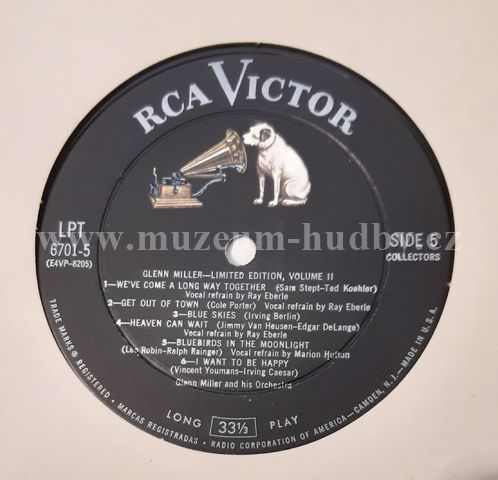 RCA VICTOR
LPT
6701-5
(E4VP-8205)
SIDE 5
COLLECTORS
www.muzeum-hudby.cz
GLENN MILLER—LIMITED EDITION, VOLUME II
1—WE'VE COME A LONG WAY TOGETHER (Sam Stept-Ted Koehler)
Vocal refrain by Ray Eberle
2—GET OUT OF TOWN (Cole Porter) Vocal refrain by Ray Eberle
3—BLUE SKIES (Irving Berlin)
4—HEAVEN CAN WAIT (Jimmy Van Heusen-Edgar DeLange)
Vocal refrain by Ray Eberle
5—BLUEBIRDS IN THE MOONLIGHT
(Leo Robin-Ralph Rainger) Vocal refrain by Marion Hutton
6—I WANT TO BE HAPPY
(Vincent Youmans-Irving Caesar)
Glenn Miller and his Orchestra
LONG 33⅓ PLAY
TRADE MARKS ® REGISTERED • MARCAS REGISTRADAS • RADIO CORPORATION OF AMERICA—CAMDEN, N. J.—MADE IN U.S.A.